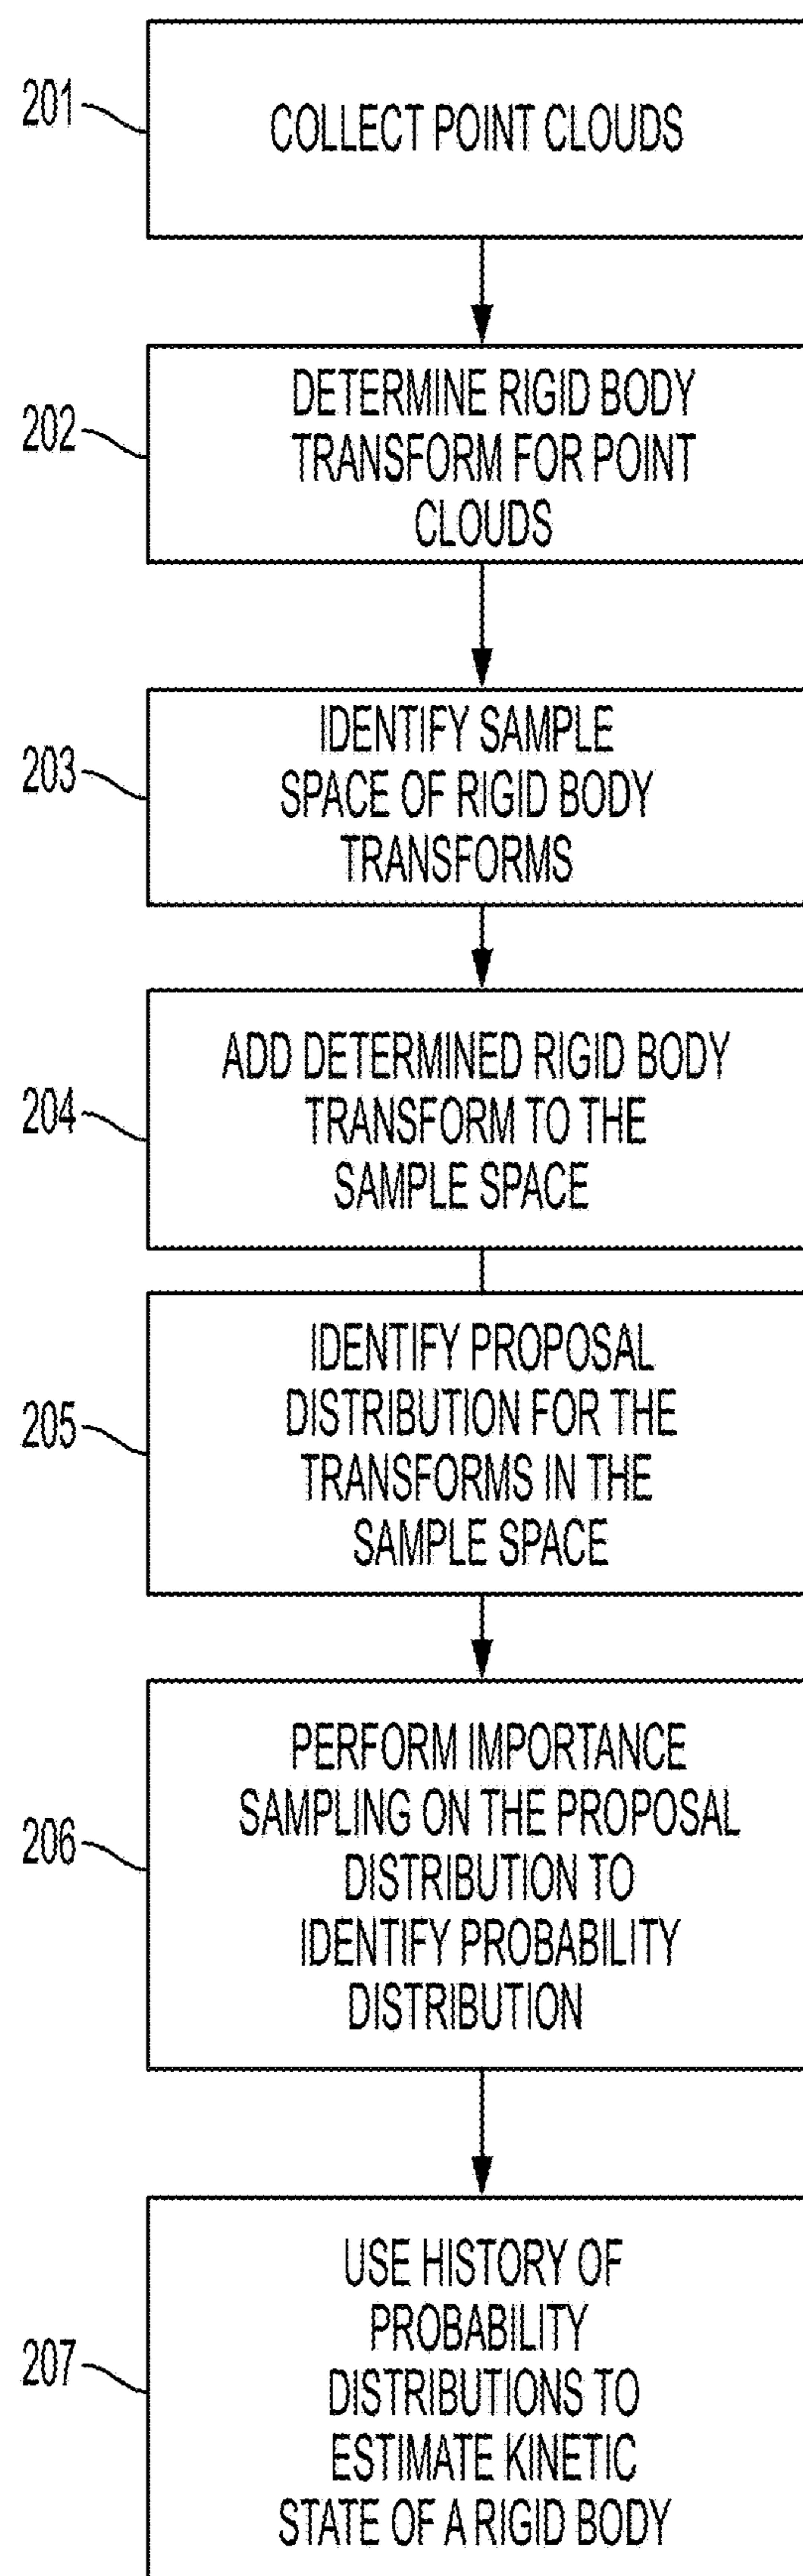 201
COLLECT POINT CLOUDS
202
DETERMINE RIGID BODY
TRANSFORM FOR POINT
CLOUDS
203
IDENTIFY SAMPLE
SPACE OF RIGID BODY
TRANSFORMS
204
ADD DETERMINED RIGID BODY
TRANSFORM TO THE
SAMPLE SPACE
205
IDENTIFY PROPOSAL
DISTRIBUTION FOR THE
TRANSFORMS IN THE
SAMPLE SPACE
206
PERFORM IMPORTANCE
SAMPLING ON THE PROPOSAL
DISTRIBUTION TO
IDENTIFY PROBABILITY
DISTRIBUTION
207
USE HISTORY OF
PROBABILITY
DISTRIBUTIONS TO
ESTIMATE KINETIC
STATE OF A RIGID BODY